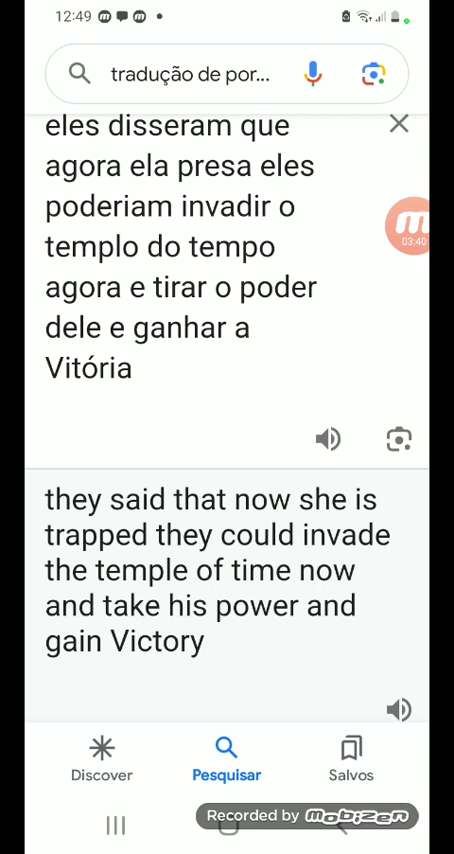 12:49
tradução de por...
eles disseram que
agora ela presa eles
poderiam invadir o
templo do tempo
agora e tirar o poder
dele e ganhar a
Vitória
03:40
they said that now she is
trapped they could invade
the temple of time now
and take his power and
gain Victory
Discover
Pesquisar
Salvos
Recorded by mobizen